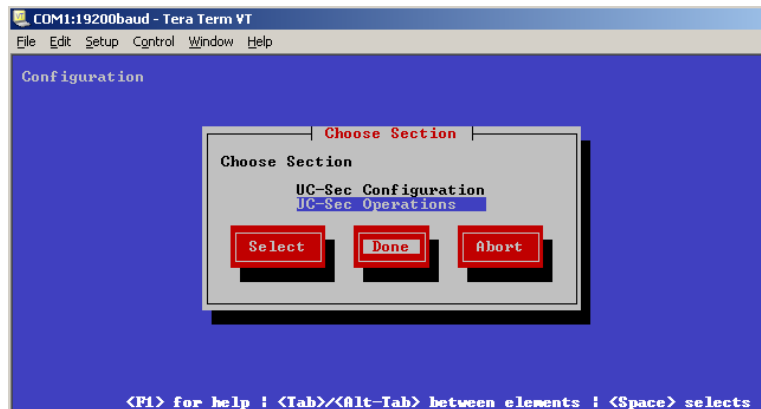 COM1:19200baud - Tera Term VT
File Edit Setup Control Window Help
Configuration
Choose Section
Choose Section
UC-Sec Configuration
UC-Sec Operations
Select Done Abort
<F1> for help | <Tab>/<Alt-Tab> between elements | <Space> selects